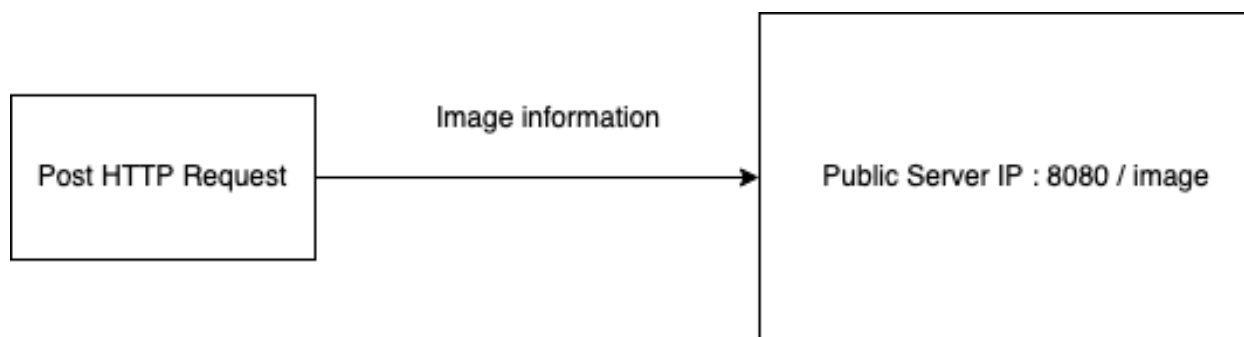 Post HTTP Request
Image information
Public Server IP : 8080 / image